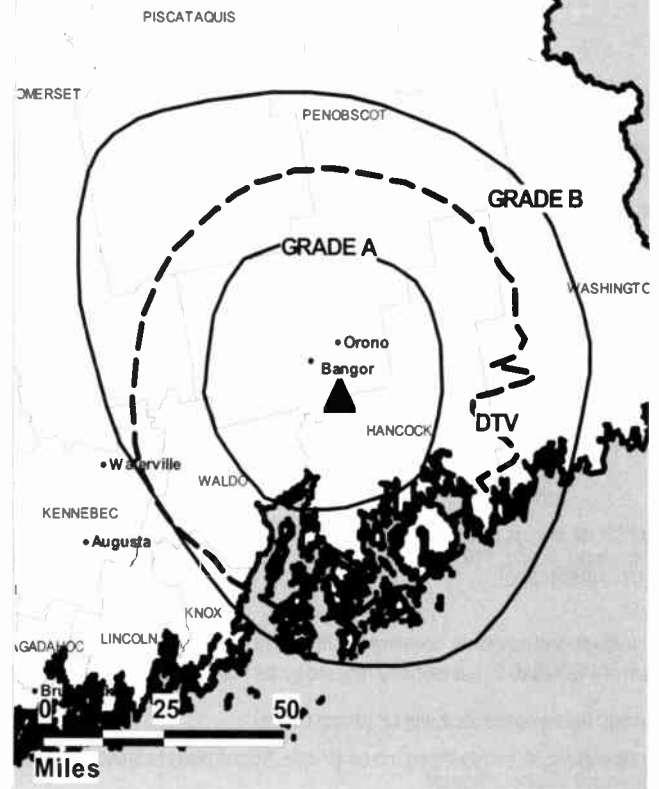 PISCATAQUIS
OMERSET
PENOBSCOT
GRADE B
GRADE A
WASHINGTO
Orono
Bangor
HANCOCK
DTV
Waterville
WALDO
KENNEBEC
Augusta
KNOX
LINCOLN
AGADAHOC
0 25 50
Miles